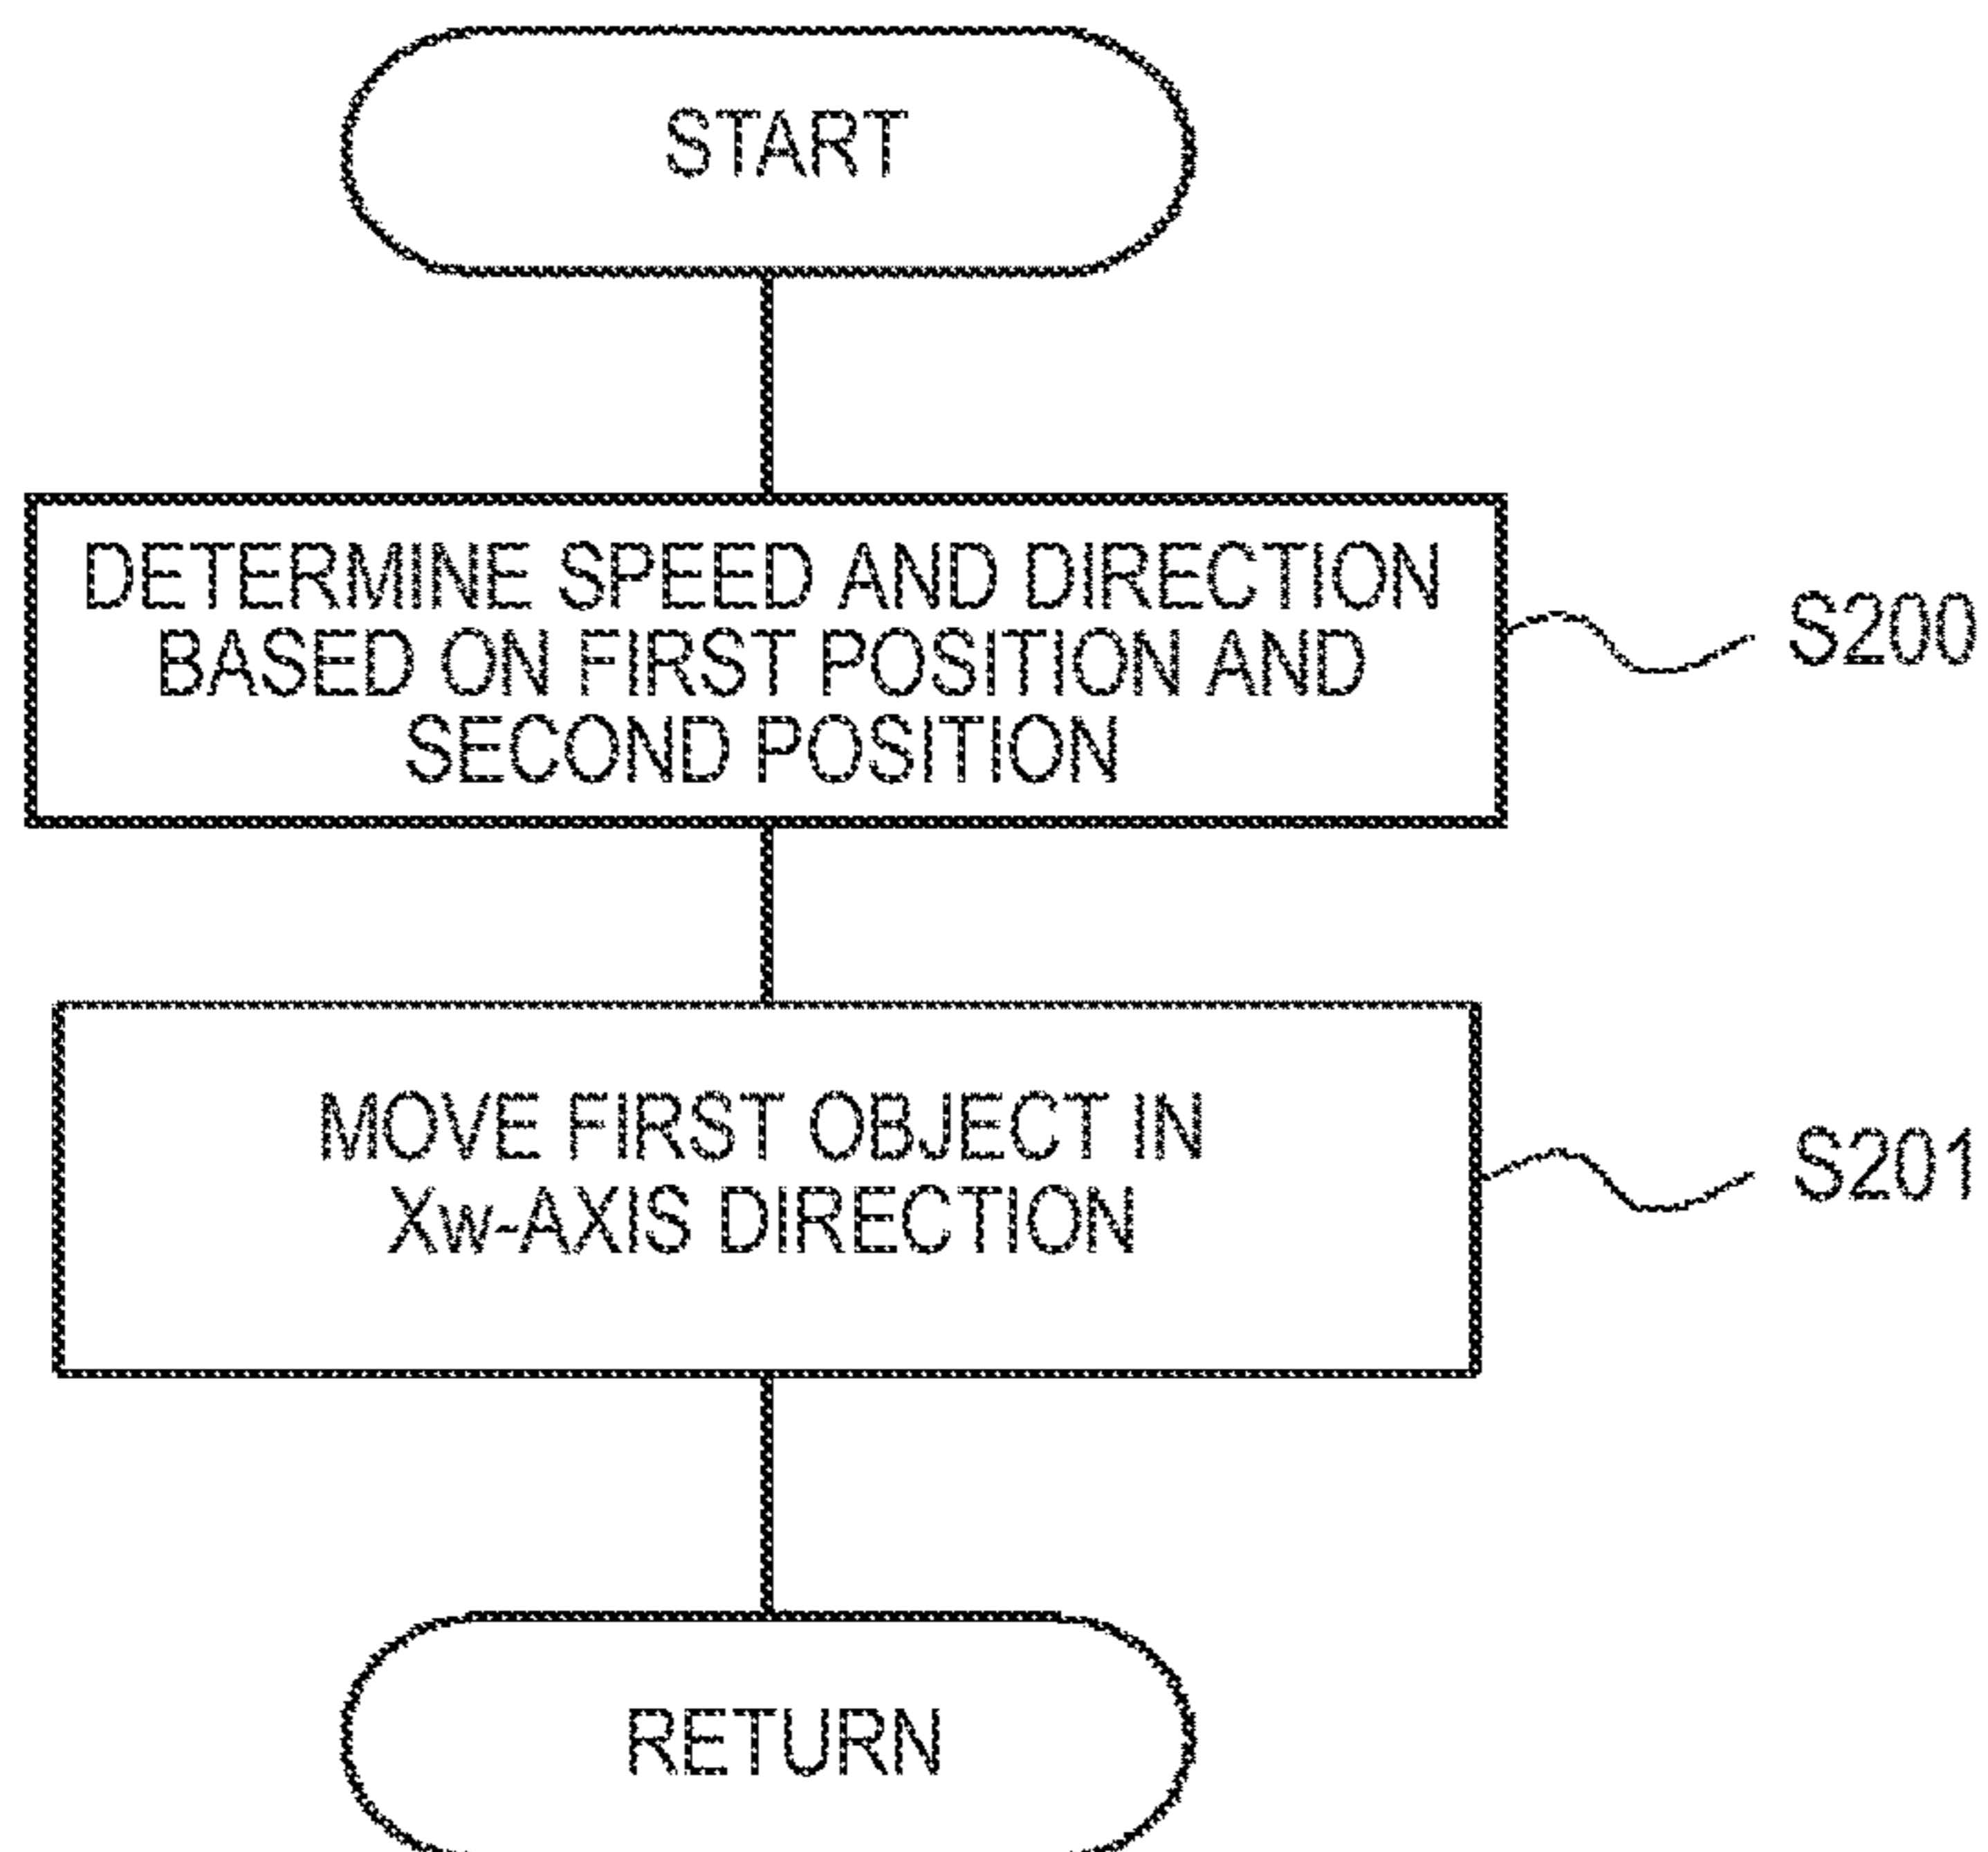 START
DETERMINE SPEED AND DIRECTION
BASED ON FIRST POSITION AND
SECOND POSITION
S200
MOVE FIRST OBJECT IN
Xw-AXIS DIRECTION
S201
RETURN